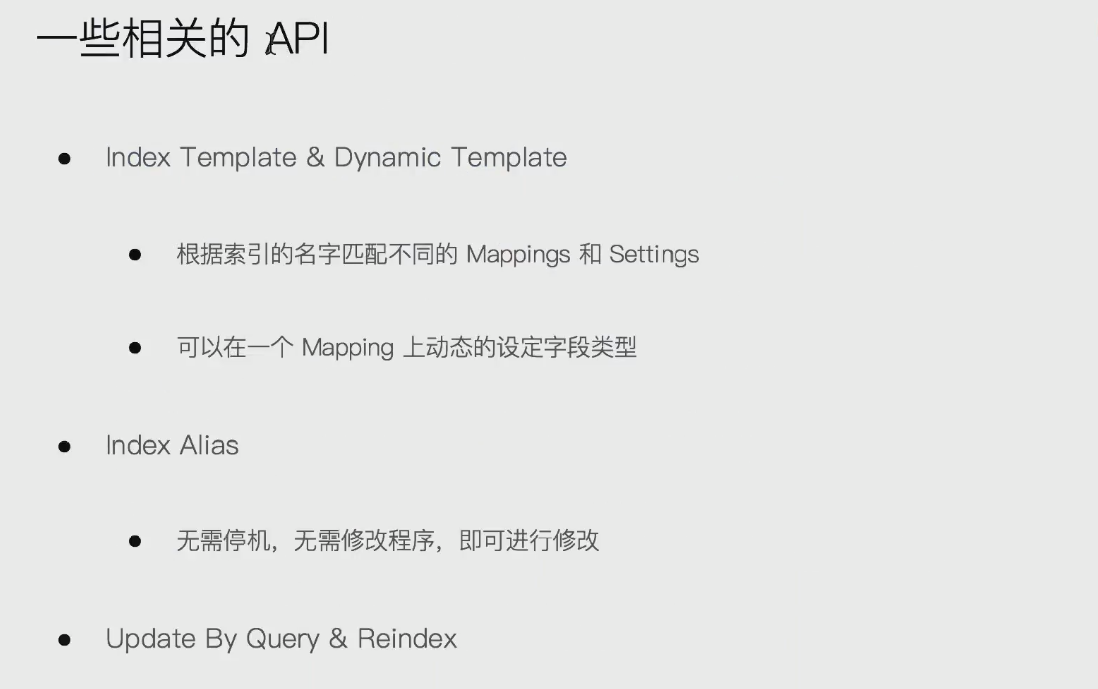 一些相关的 API
Index Template & Dynamic Template
根据索引的名字匹配不同的 Mappings 和 Settings
可以在一个 Mapping 上动态的设定字段类型
Index Alias
无需停机，无需修改程序，即可进行修改
Update By Query & Reindex